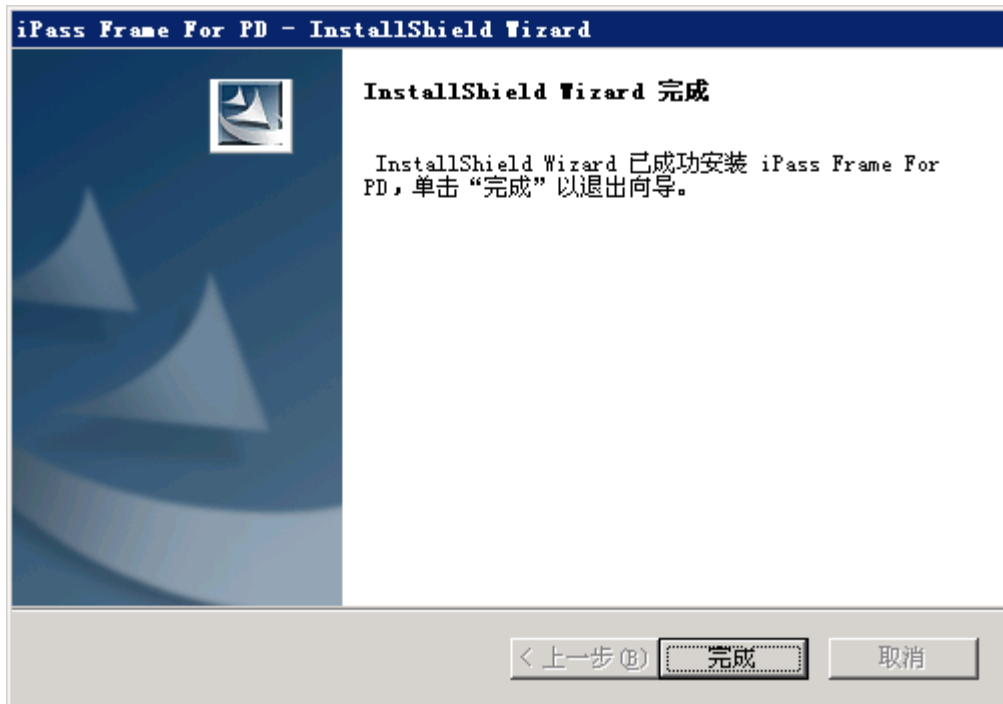 iPass Frame For PD - InstallShield Wizard
InstallShield Wizard 完成
InstallShield Wizard 已成功安装 iPass Frame For
PD，单击“完成”以退出向导。
< 上一步(B) 完成 取消